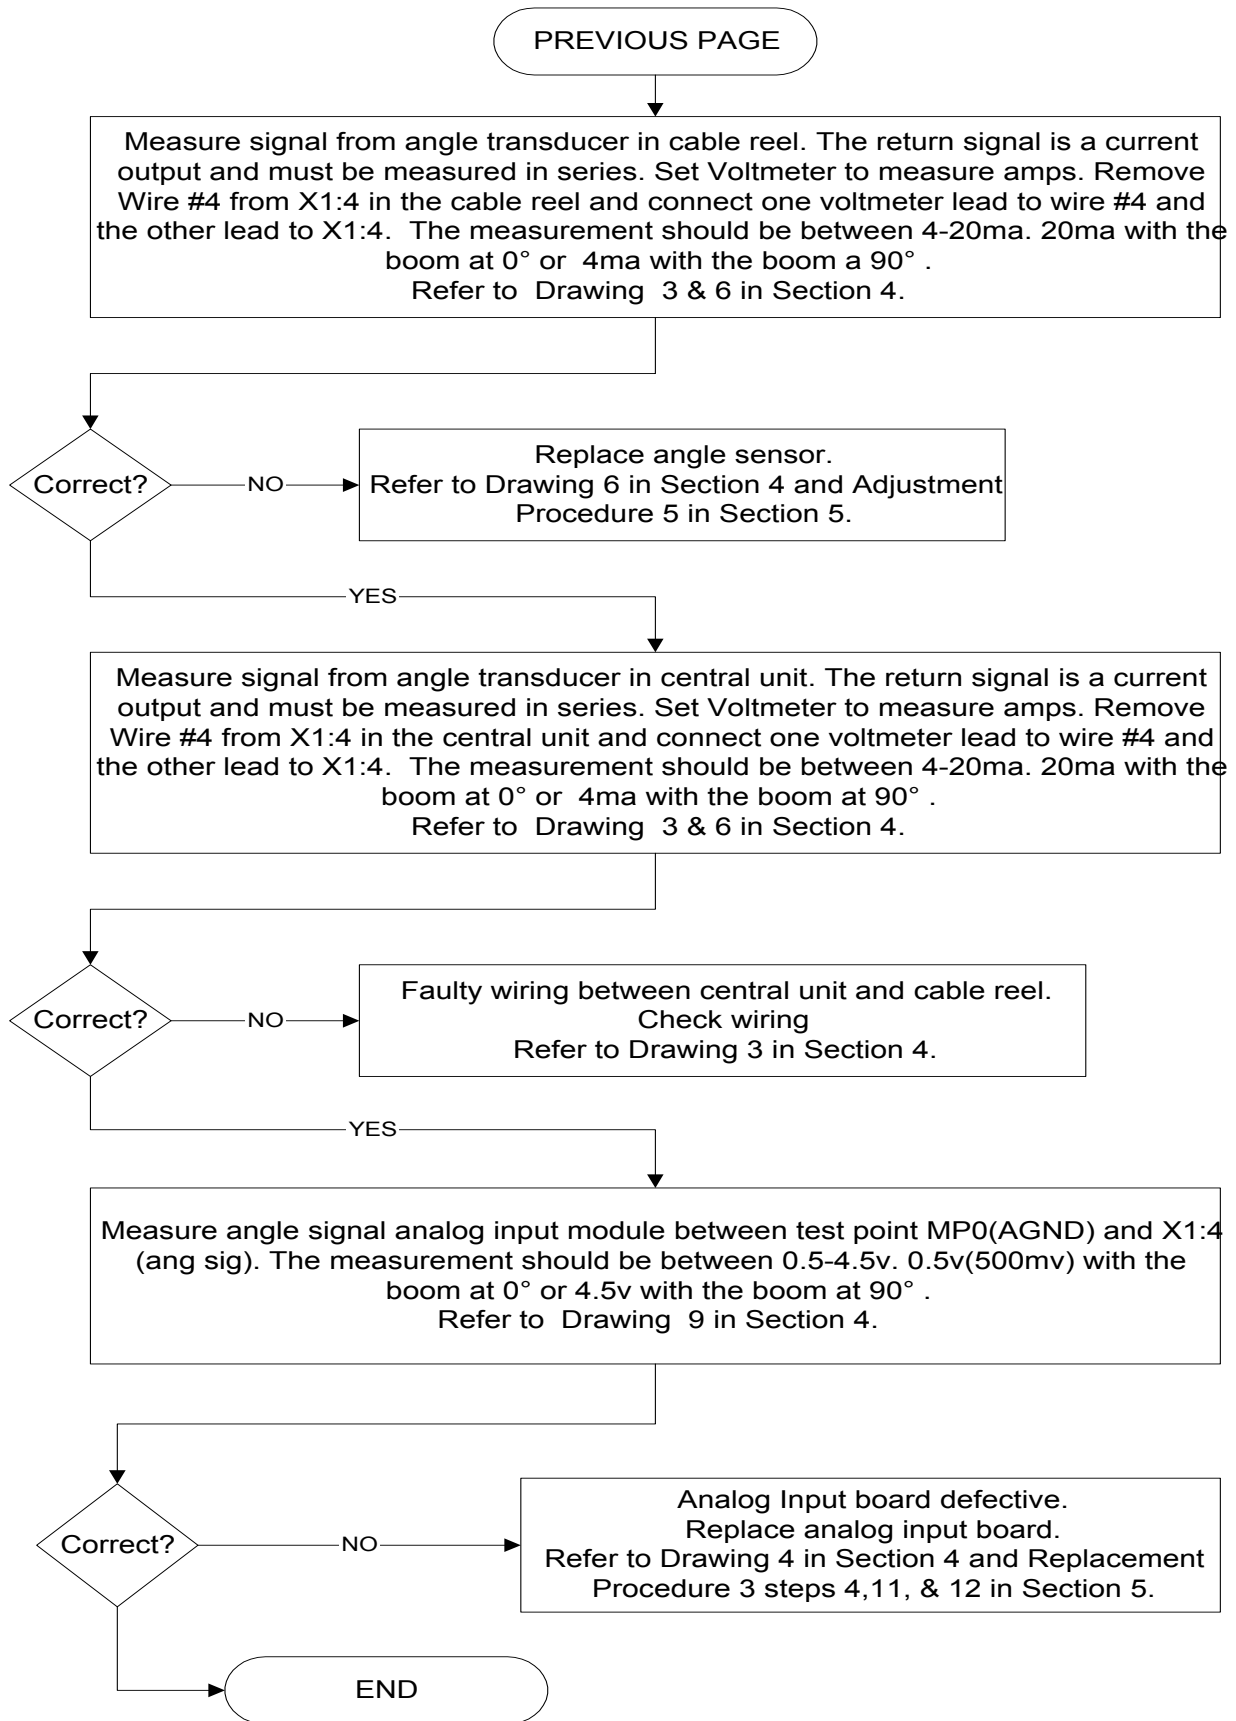 PREVIOUS PAGE
Measure signal from angle transducer in cable reel. The return signal is a current
output and must be measured in series. Set Voltmeter to measure amps. Remove
Wire #4 from X1:4 in the cable reel and connect one voltmeter lead to wire #4 and
the other lead to X1:4.  The measurement should be between 4-20ma. 20ma with the
boom at 0° or  4ma with the boom a 90° .
Refer to  Drawing  3 & 6 in Section 4.
Correct?
NO
Replace angle sensor.
Refer to Drawing 6 in Section 4 and Adjustment
Procedure 5 in Section 5.
YES
Measure signal from angle transducer in central unit. The return signal is a current
output and must be measured in series. Set Voltmeter to measure amps. Remove
Wire #4 from X1:4 in the central unit and connect one voltmeter lead to wire #4 and
the other lead to X1:4.  The measurement should be between 4-20ma. 20ma with the
boom at 0° or  4ma with the boom at 90° .
Refer to  Drawing  3 & 6 in Section 4.
Correct?
NO
Faulty wiring between central unit and cable reel.
Check wiring
Refer to Drawing 3 in Section 4.
YES
Measure angle signal analog input module between test point MP0(AGND) and X1:4
(ang sig). The measurement should be between 0.5-4.5v. 0.5v(500mv) with the
boom at 0° or 4.5v with the boom at 90° .
Refer to  Drawing  9 in Section 4.
Correct?
NO
Analog Input board defective.
Replace analog input board.
Refer to Drawing 4 in Section 4 and Replacement
Procedure 3 steps 4,11, & 12 in Section 5.
END